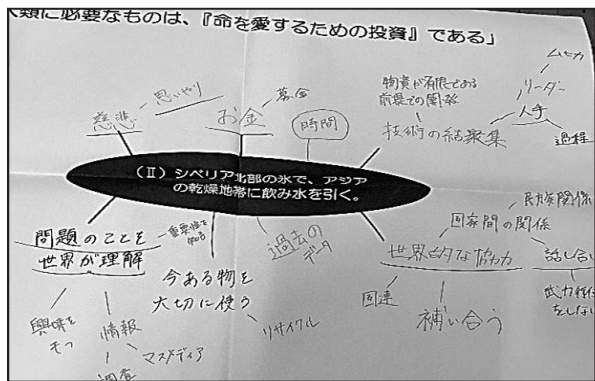 類に必要なものは、『命を愛するための投資』である」
ムヒカ
リーダー
人手
過程
物資が有限である
前提での関係
技術の結聚集
慈悲
思いやり
お金
募金
時間
（Ⅱ）シベリア北部の氷で、アジア
の乾燥地帯に飲み水を引く。
問題のことを
世界が理解
重要性を
知る
興味を
もつ
情報
マスメディア
調査
今ある物を
大切に使う
リサイクル
過去の
データ
世界的な協力
国連
補い合う
国家間の関係
民族関係
話し合い
武力行使
をしない